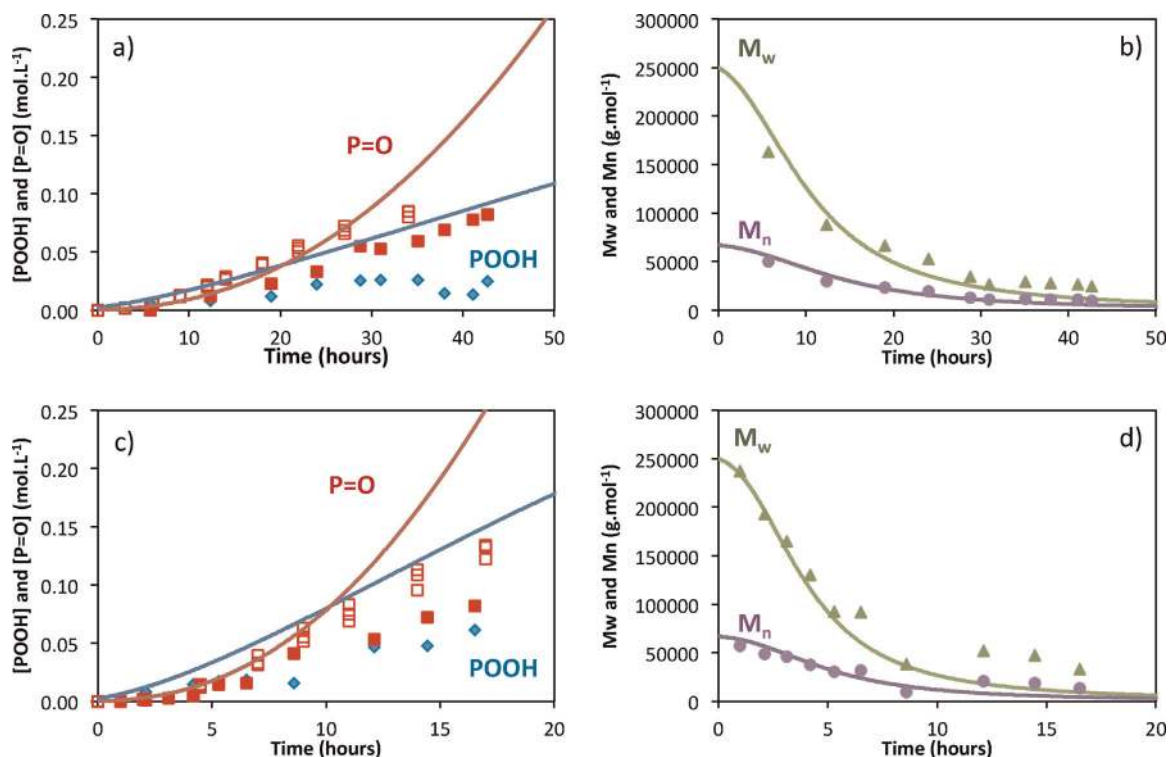 a)
0.25
0.20
0.15
0.10
0.05
0.00
[POOH] and [P=O] (mol.L⁻¹)
P=O
POOH
0 10 20 30 40 50
Time (hours)
b)
300000
250000
200000
150000
100000
50000
0
Mw and Mn (g.mol⁻¹)
Mw
Mn
0 10 20 30 40 50
Time (hours)
c)
0.25
0.20
0.15
0.10
0.05
0.00
[POOH] and [P=O] (mol.L⁻¹)
P=O
POOH
0 5 10 15 20
Time (hours)
d)
300000
250000
200000
150000
100000
50000
0
Mw and Mn (g.mol⁻¹)
Mw
Mn
0 5 10 15 20
Time (hours)